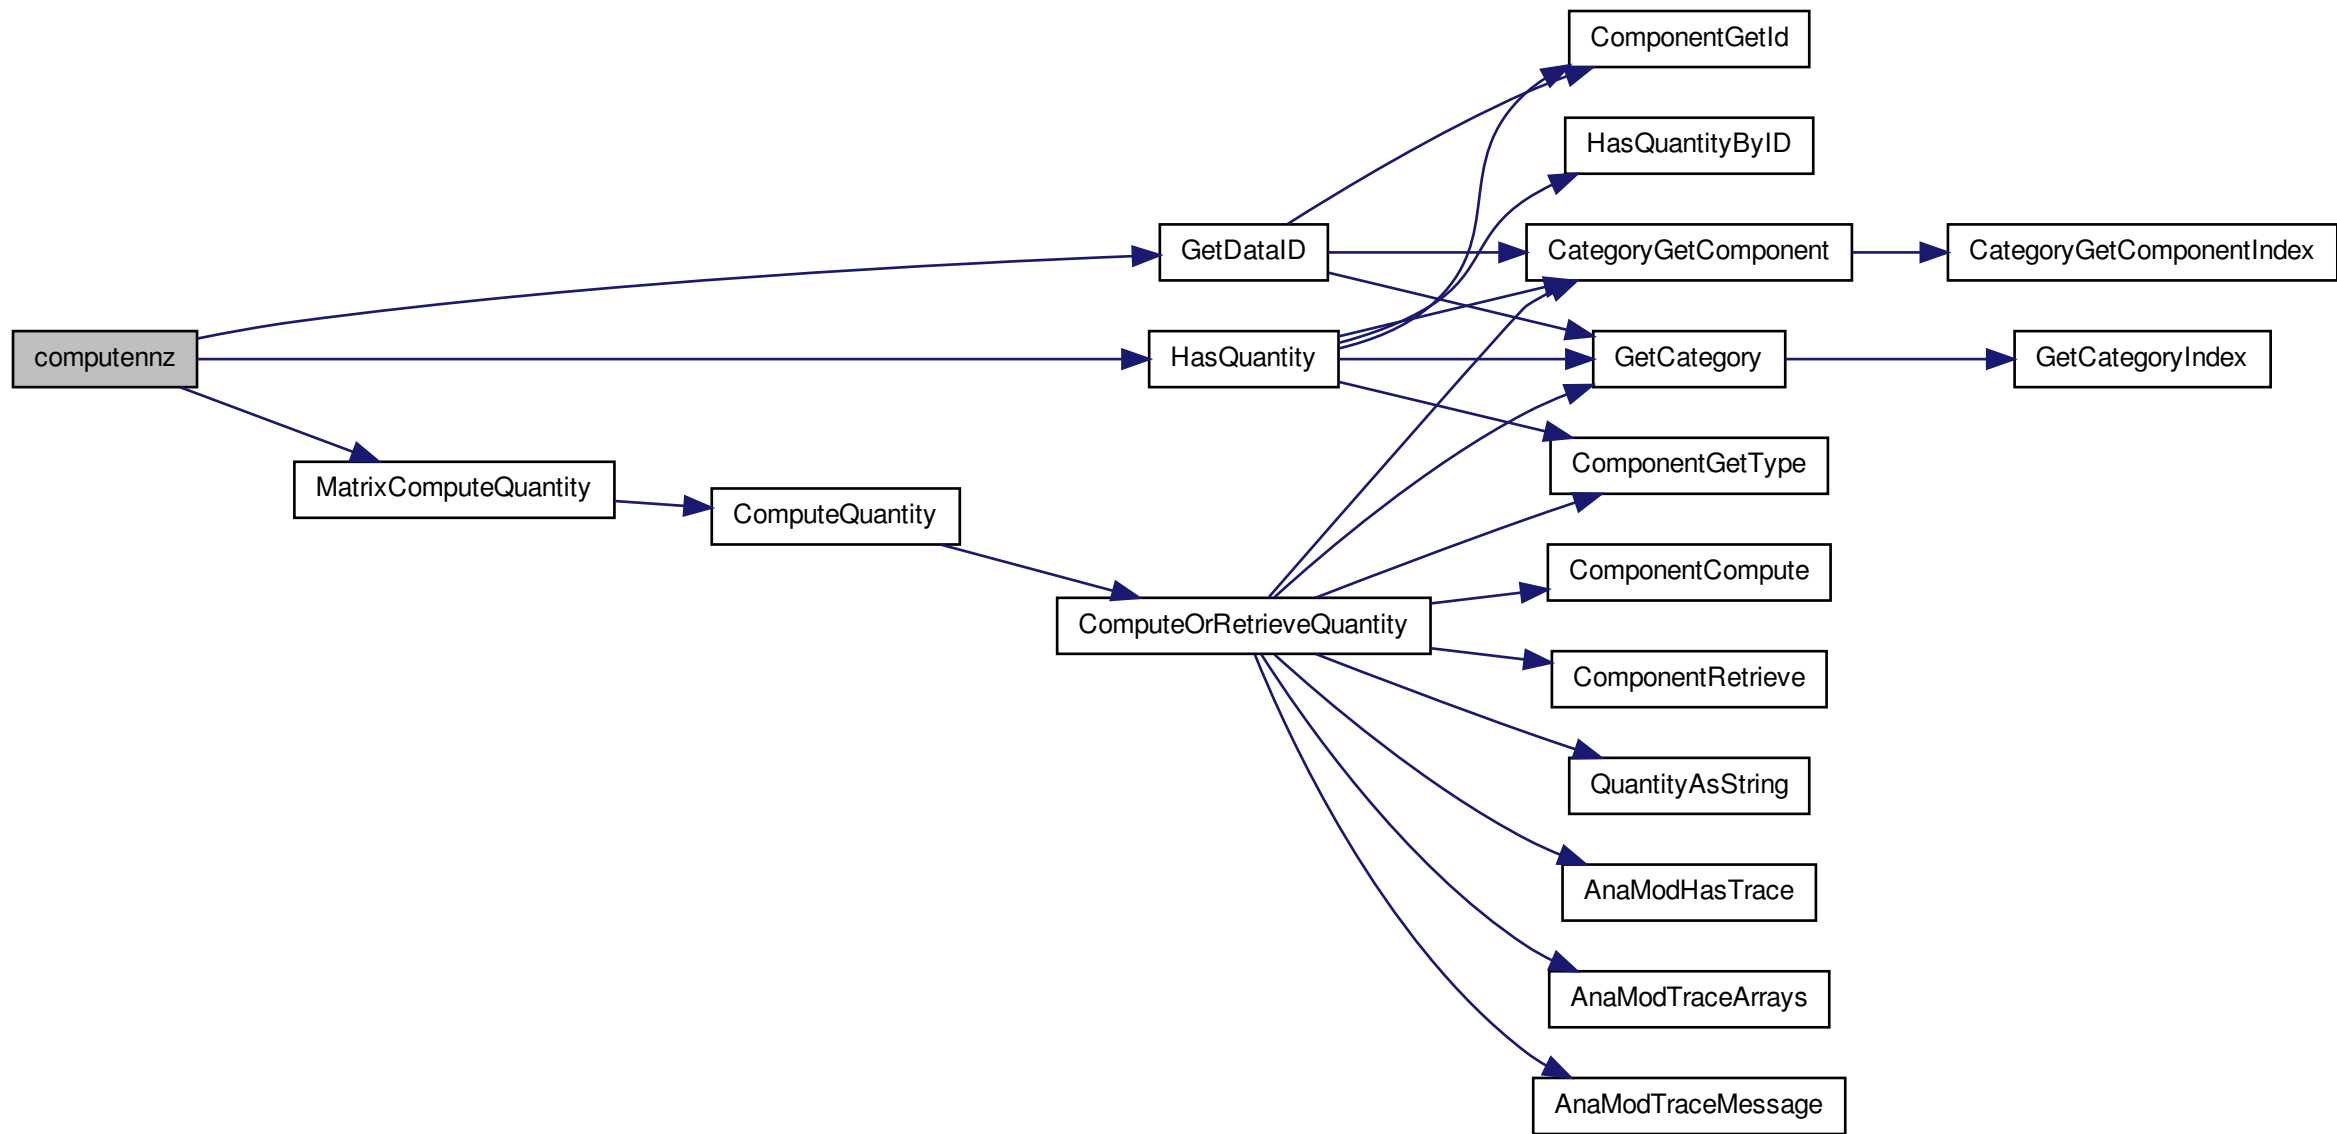 ComponentGetId
HasQuantityByID
GetDataID
CategoryGetComponent
CategoryGetComponentIndex
computennz
HasQuantity
GetCategory
GetCategoryIndex
ComponentGetType
MatrixComputeQuantity
ComputeQuantity
ComponentCompute
ComputeOrRetrieveQuantity
ComponentRetrieve
QuantityAsString
AnaModHasTrace
AnaModTraceArrays
AnaModTraceMessage